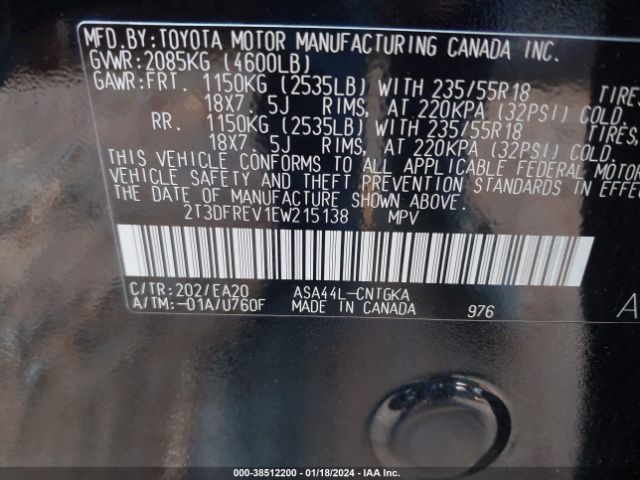 MFD.BY:TOYOTA MOTOR MANUFACTURING CANADA INC.
GVWR:2085KG (4600LB)
GAWR:FRT. 1150KG (2535LB) WITH 235/55R18 TIRES
18X7.5J RIMS, AT 220KPA (32PSI) COLD.
RR. 1150KG (2535LB) WITH 235/55R18 TIRES,
18X7.5J RIMS, AT 220KPA (32PSI) COLD.
THIS VEHICLE CONFORMS TO ALL APPLICABLE FEDERAL MOTOR
VEHICLE SAFETY AND THEFT PREVENTION STANDARDS IN EFFE
THE DATE OF MANUFACTURE SHOWN ABOVE.
2T3DFREV1EW215138 MPV
C/TR:202/EA20 ASA44L-CNTGKA
A/TM:-01A/U760F MADE IN CANADA 976 A
000-38512200 - 01/18/2024 - IAA Inc.